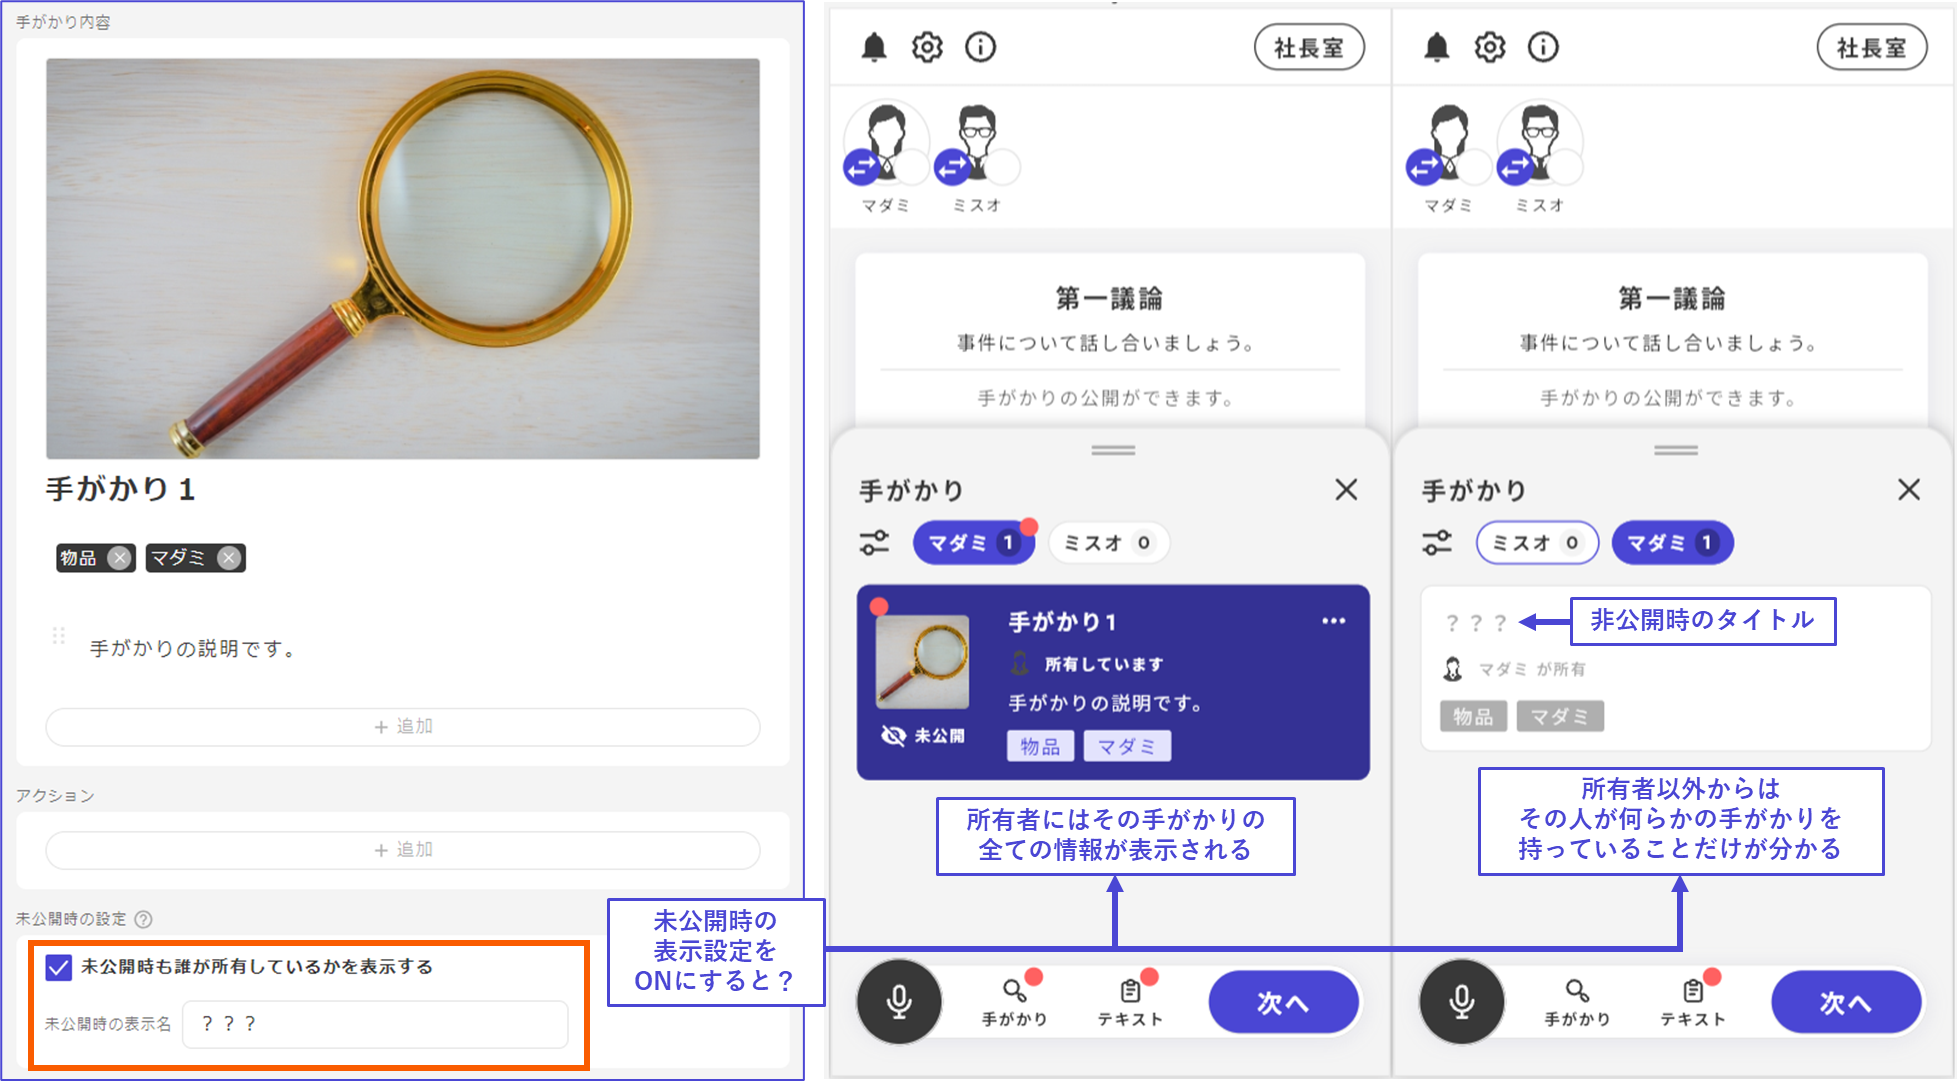 手がかり内容
手がかり 1
物品
マダミ
手がかりの説明です。
+ 追加
アクション
+ 追加
未公開時の設定 ?
未公開時も誰が所有しているかを表示する
未公開時の表示名
？？？
未公開時の
表示設定を
ONにすると？
社長室
マダミ
ミスオ
第一議論
事件について話し合いましょう。
手がかりの公開ができます。
手がかり
マダミ 1
ミスオ 0
手がかり1
所有しています
手がかりの説明です。
未公開
物品
マダミ
所有者にはその手がかりの
全ての情報が表示される
手がかり
テキスト
次へ
社長室
マダミ
ミスオ
第一議論
事件について話し合いましょう。
手がかりの公開ができます。
手がかり
ミスオ 0
マダミ 1
？？？
非公開時のタイトル
マダミ が所有
物品
マダミ
所有者以外からは
その人が何らかの手がかりを
持っていることだけが分かる
手がかり
テキスト
次へ